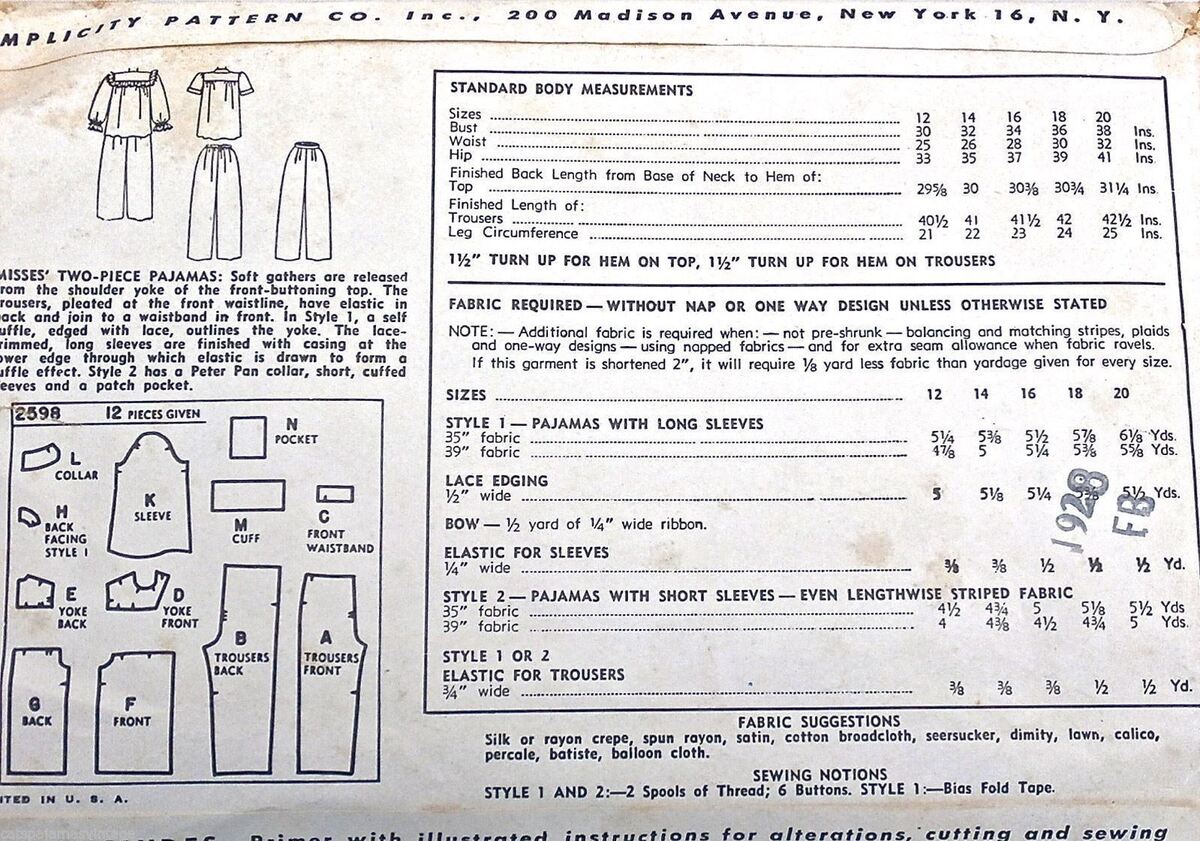 MPLICITY PATTERN CO. Inc., 200 Madison Avenue, New York 16, N. Y.
MISSES' TWO-PIECE PAJAMAS: Soft gathers are released
rom the shoulder yoke of the front-buttoning top. The
rousers, pleated at the front waistline, have elastic in
ack and join to a waistband in front. In Style 1, a self
uffle, edged with lace, outlines the yoke. The lace-
rimmed, long sleeves are finished with casing at the
ower edge through which elastic is drawn to form a
uffle effect. Style 2 has a Peter Pan collar, short, cuffed
eeves and a patch pocket.
2598 12 PIECES GIVEN
L
COLLAR
K
SLEEVE
N
POCKET
H
BACK
FACING
STYLE I
M
CUFF
C
FRONT
WAISTBAND
E
YOKE
BACK
D
YOKE
FRONT
B
TROUSERS
BACK
A
TROUSERS
FRONT
G
BACK
F
FRONT
TED IN U. S. A.
STANDARD BODY MEASUREMENTS
Sizes 12 14 16 18 20
Bust 30 32 34 36 38 Ins.
Waist 25 26 28 30 32 Ins.
Hip 33 35 37 39 41 Ins
Finished Back Length from Base of Neck to Hem of:
Top 29⅝ 30 30⅜ 30¾ 31¼ Ins.
Finished Length of:
Trousers 40½ 41 41½ 42 42½ Ins.
Leg Circumference 21 22 23 24 25 Ins.
1½" TURN UP FOR HEM ON TOP, 1½" TURN UP FOR HEM ON TROUSERS
FABRIC REQUIRED — WITHOUT NAP OR ONE WAY DESIGN UNLESS OTHERWISE STATED
NOTE: — Additional fabric is required when: — not pre-shrunk — balancing and matching stripes, plaids
and one-way designs — using napped fabrics — and for extra seam allowance when fabric ravels.
If this garment is shortened 2", it will require ⅛ yard less fabric than yardage given for every size.
SIZES 12 14 16 18 20
STYLE 1 — PAJAMAS WITH LONG SLEEVES
35" fabric 5¼ 5⅜ 5½ 5⅞ 6⅛ Yds.
39" fabric 4⅞ 5 5¼ 5⅜ 5⅝ Yds.
LACE EDGING
½" wide 5 5⅛ 5¼ 5⅜ 5½ Yds.
1928
FB
BOW — ½ yard of ¼" wide ribbon.
ELASTIC FOR SLEEVES
¼" wide ⅜ ⅜ ½ ½ ½ Yd.
STYLE 2 — PAJAMAS WITH SHORT SLEEVES — EVEN LENGTHWISE STRIPED FABRIC
35" fabric 4½ 4¾ 5 5⅛ 5½ Yds
39" fabric 4 4⅜ 4½ 4¾ 5 Yds.
STYLE 1 OR 2
ELASTIC FOR TROUSERS
¾" wide ⅜ ⅜ ⅜ ½ ½ Yd.
FABRIC SUGGESTIONS
Silk or rayon crepe, spun rayon, satin, cotton broadcloth, seersucker, dimity, lawn, calico,
percale, batiste, balloon cloth.
SEWING NOTIONS
STYLE 1 AND 2:—2 Spools of Thread; 6 Buttons. STYLE 1:—Bias Fold Tape.
catspajamasvintage
Primer with illustrated instructions for alterations, cutting and sewing